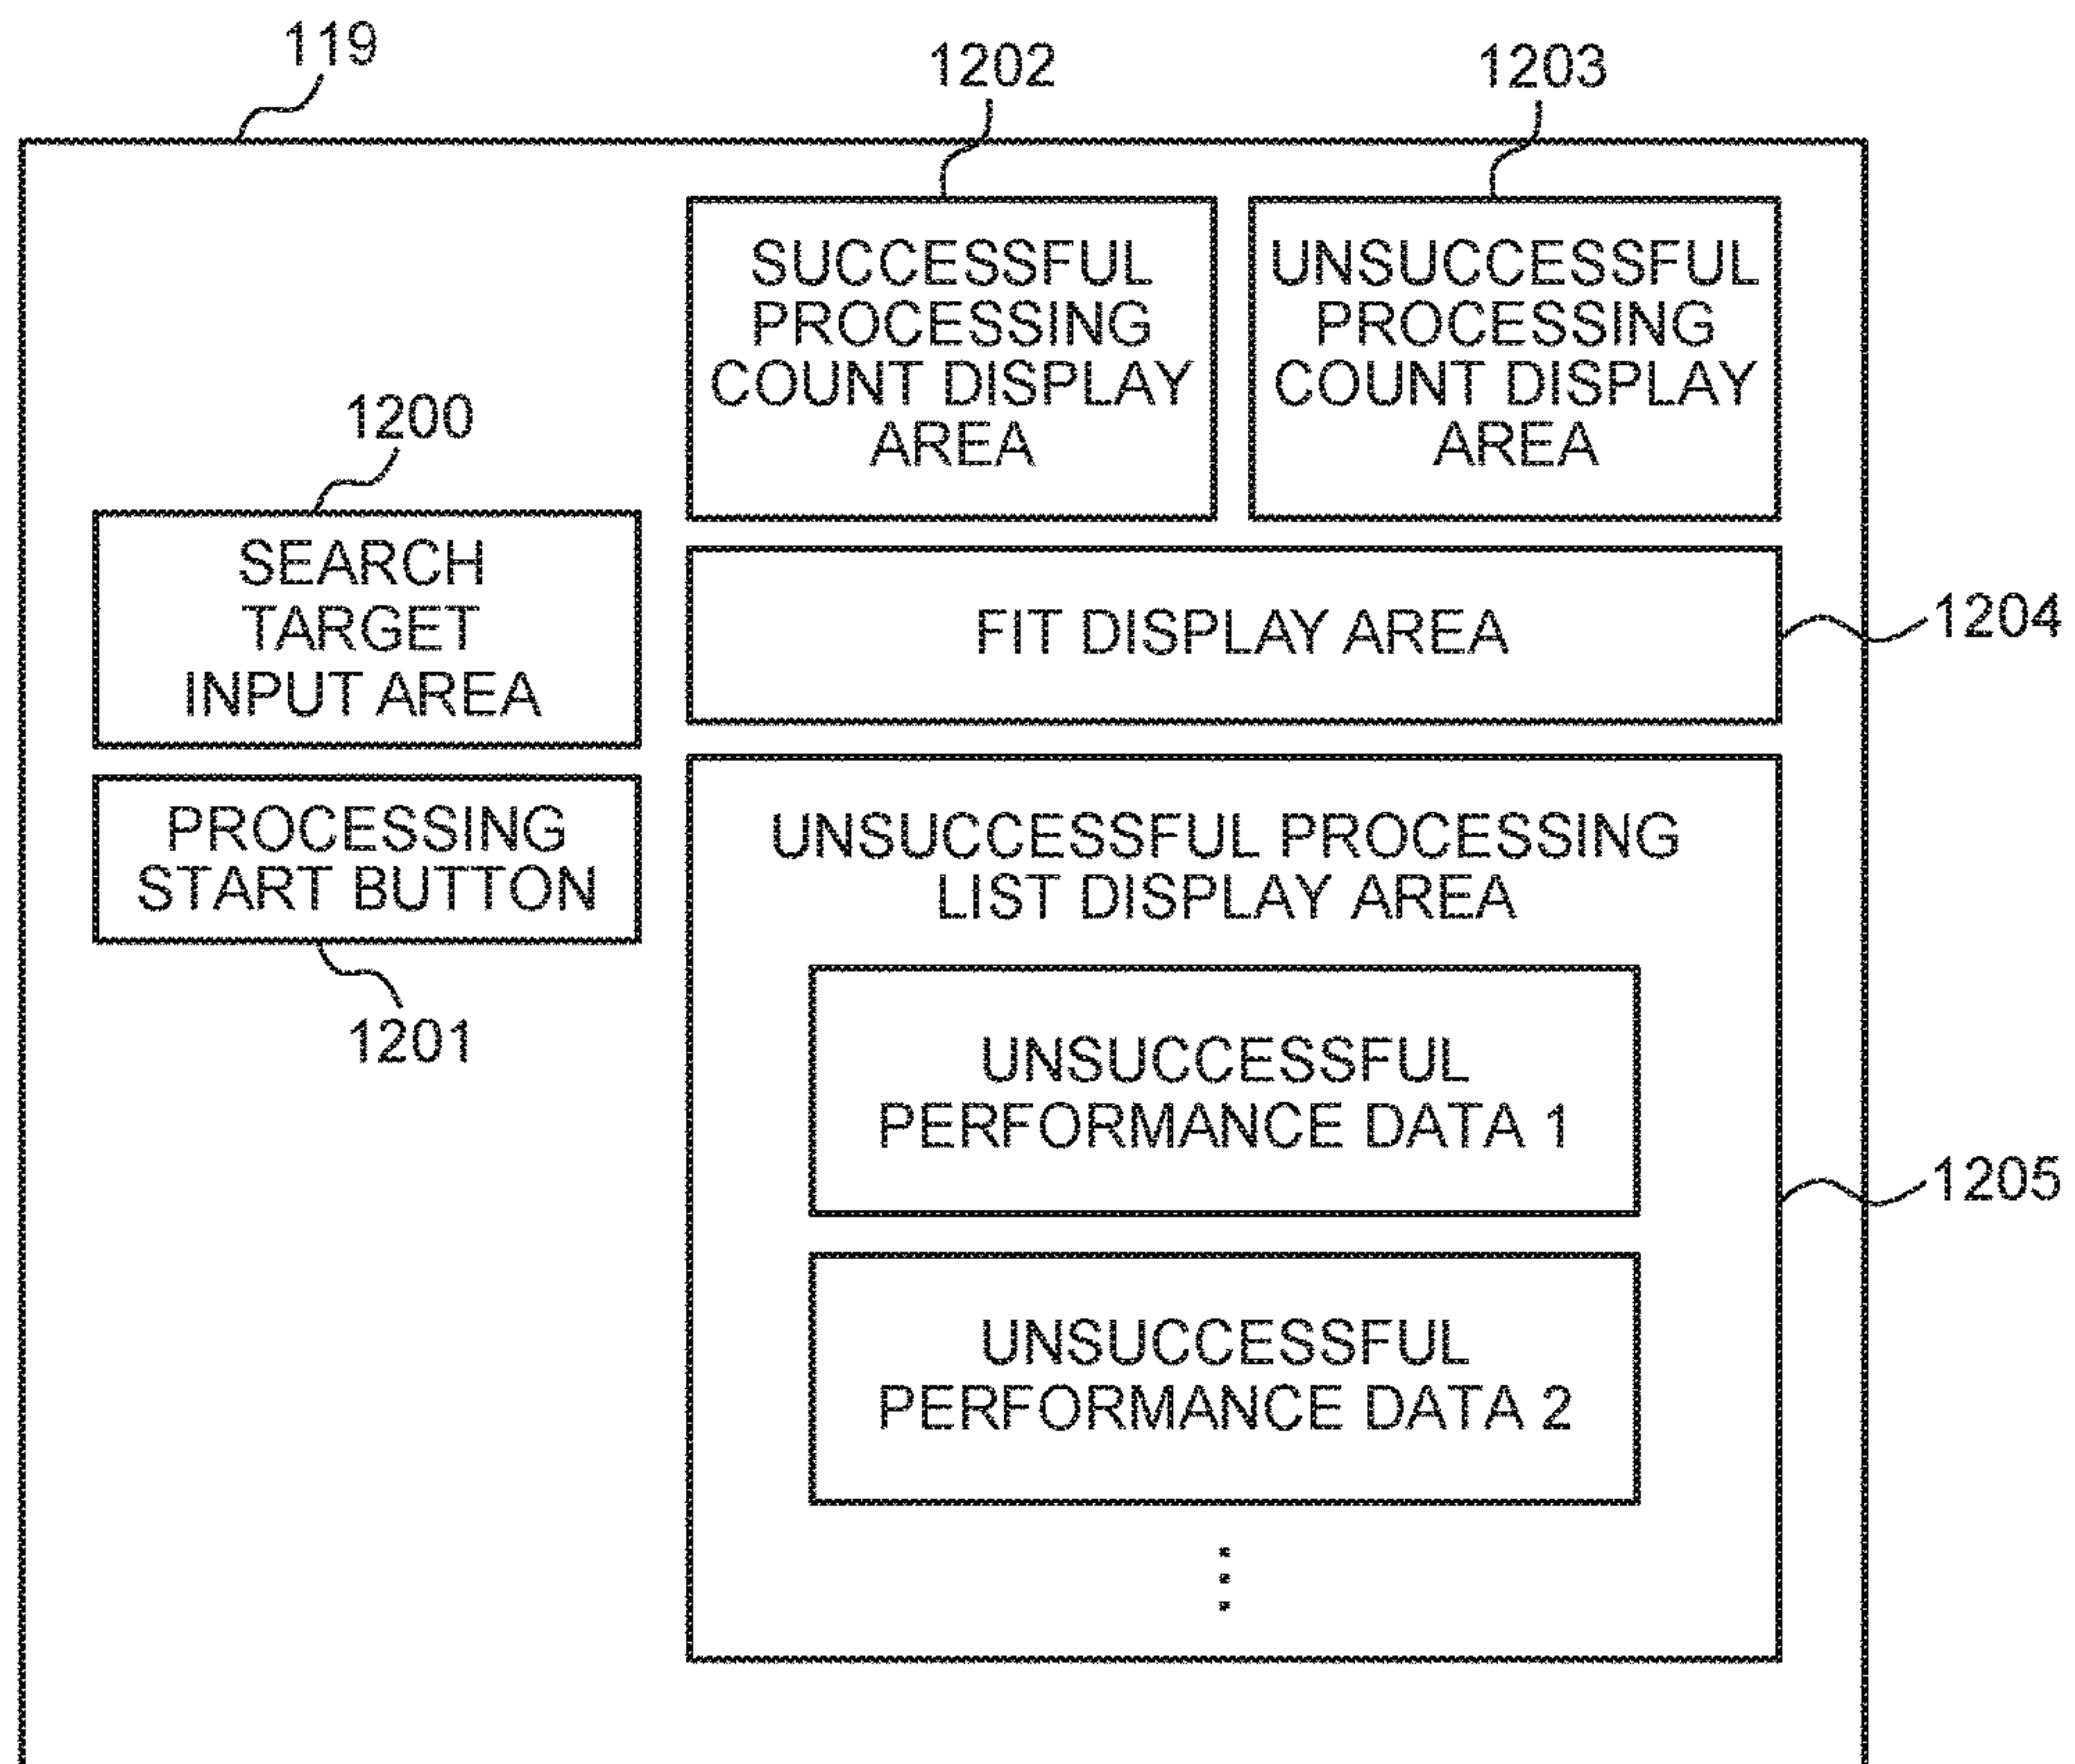 119
1202
1203
SUCCESSFUL
PROCESSING
COUNT DISPLAY
AREA
UNSUCCESSFUL
PROCESSING
COUNT DISPLAY
AREA
1200
SEARCH
TARGET
INPUT AREA
FIT DISPLAY AREA
1204
PROCESSING
START BUTTON
1201
UNSUCCESSFUL PROCESSING
LIST DISPLAY AREA
UNSUCCESSFUL
PERFORMANCE DATA 1
1205
UNSUCCESSFUL
PERFORMANCE DATA 2
⋮